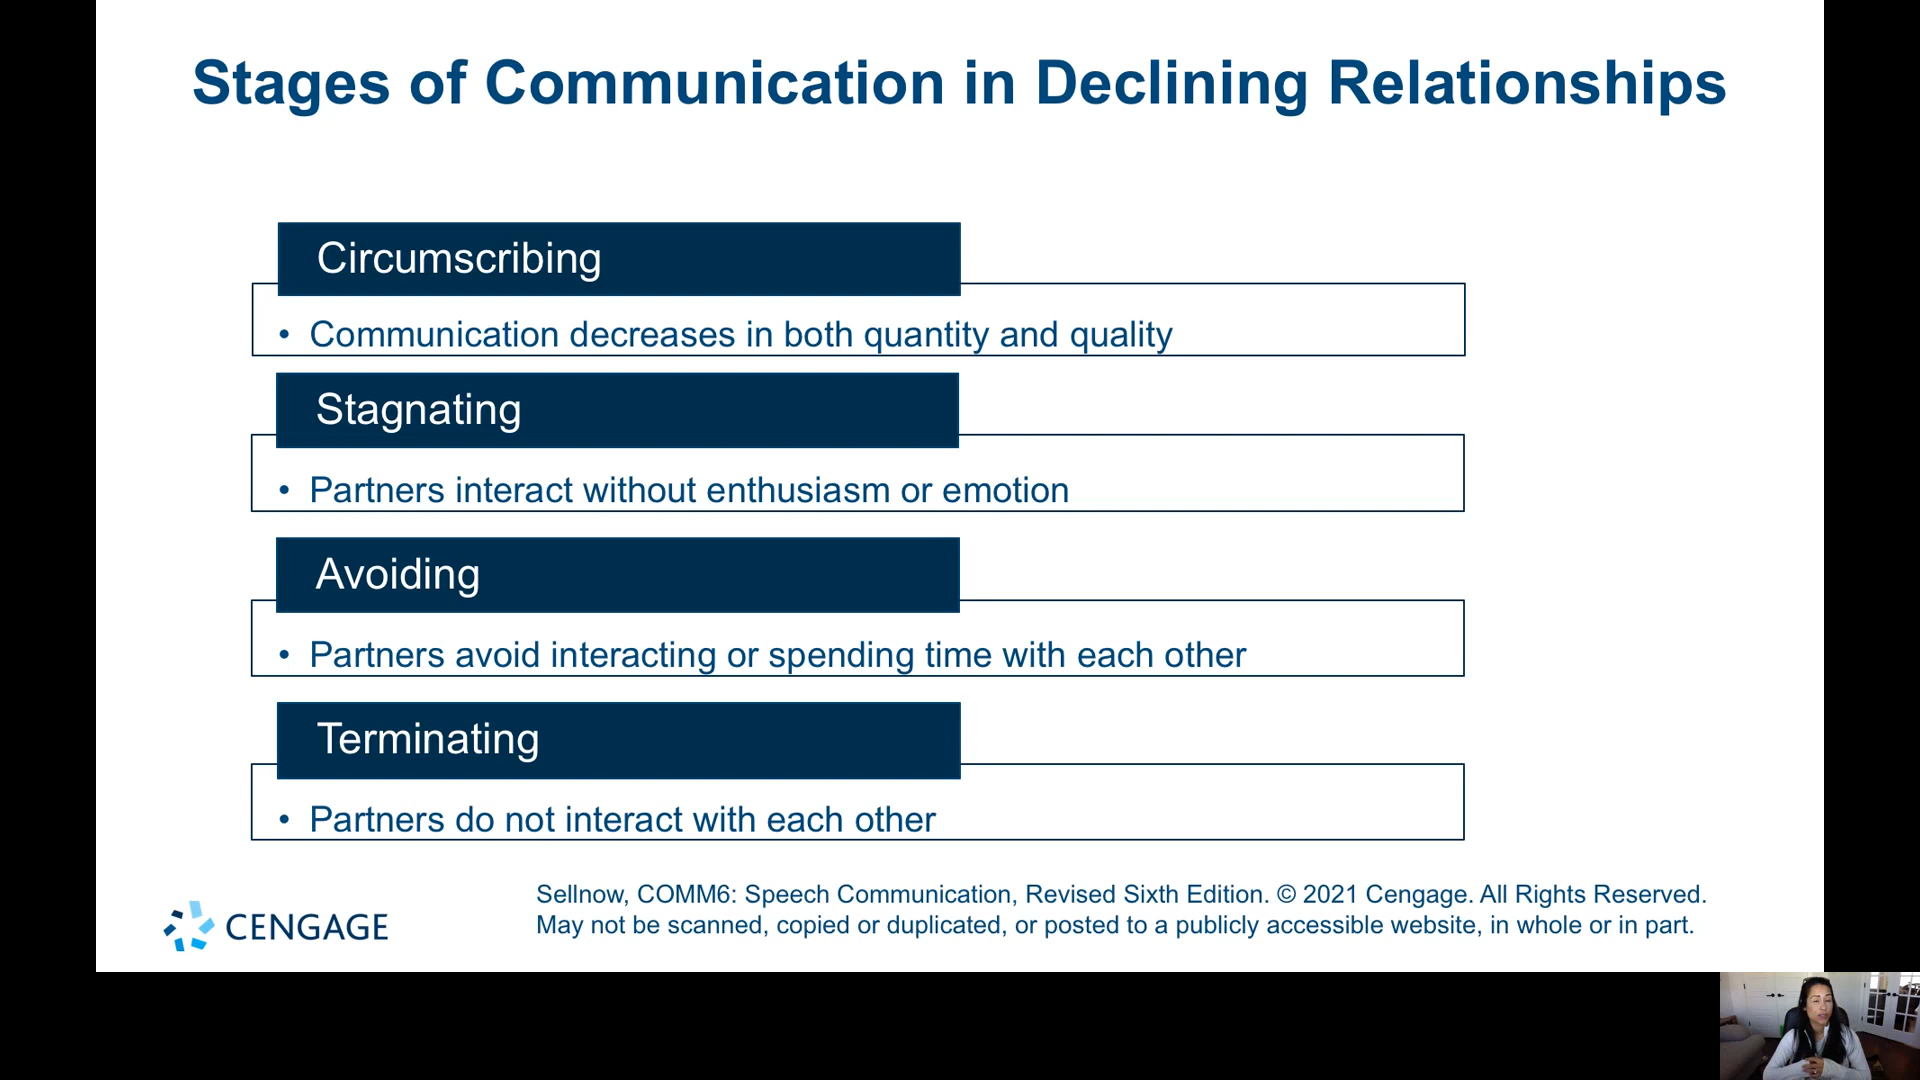 Stages of Communication in Declining Relationships
Circumscribing
• Communication decreases in both quantity and quality
Stagnating
• Partners interact without enthusiasm or emotion
Avoiding
• Partners avoid interacting or spending time with each other
Terminating
• Partners do not interact with each other
CENGAGE
Sellnow, COMM6: Speech Communication, Revised Sixth Edition. © 2021 Cengage. All Rights Reserved.
May not be scanned, copied or duplicated, or posted to a publicly accessible website, in whole or in part.